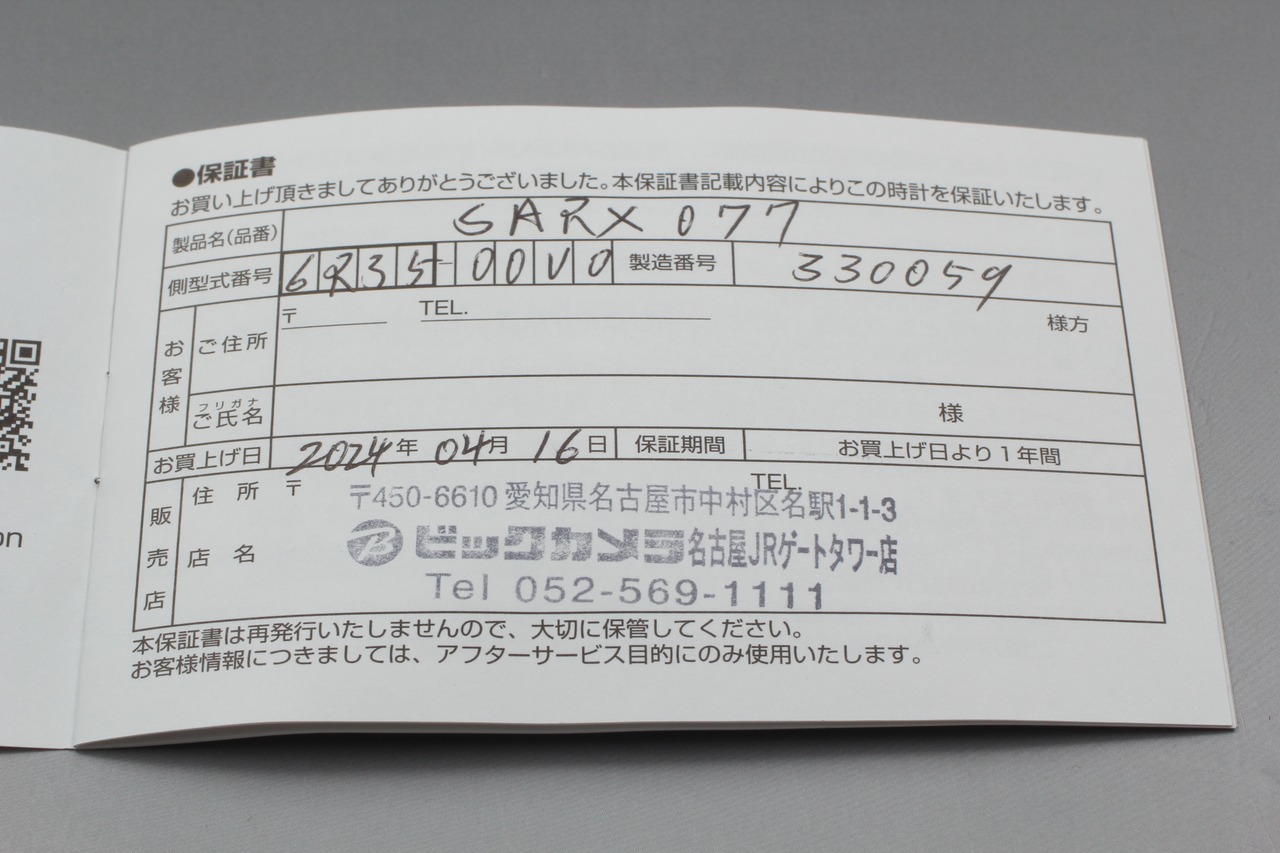 ●保証書
お買い上げ頂きましてありがとうございました。本保証書記載内容によりこの時計を保証いたします。
製品名(品番) SARX077
側型式番号 6R35-00V0 製造番号 330059
お客様 ご住所 〒 TEL. 様方
フリガナ
ご氏名 様
お買上げ日 2024年04月16日 保証期間 お買上げ日より1年間
販売店 住所 〒 TEL.
〒450-6610 愛知県名古屋市中村区名駅1-1-3
店名 ビックカメラ名古屋JRゲートタワー店
Tel 052-569-1111
本保証書は再発行いたしませんので、大切に保管してください。
お客様情報につきましては、アフターサービス目的にのみ使用いたします。
on